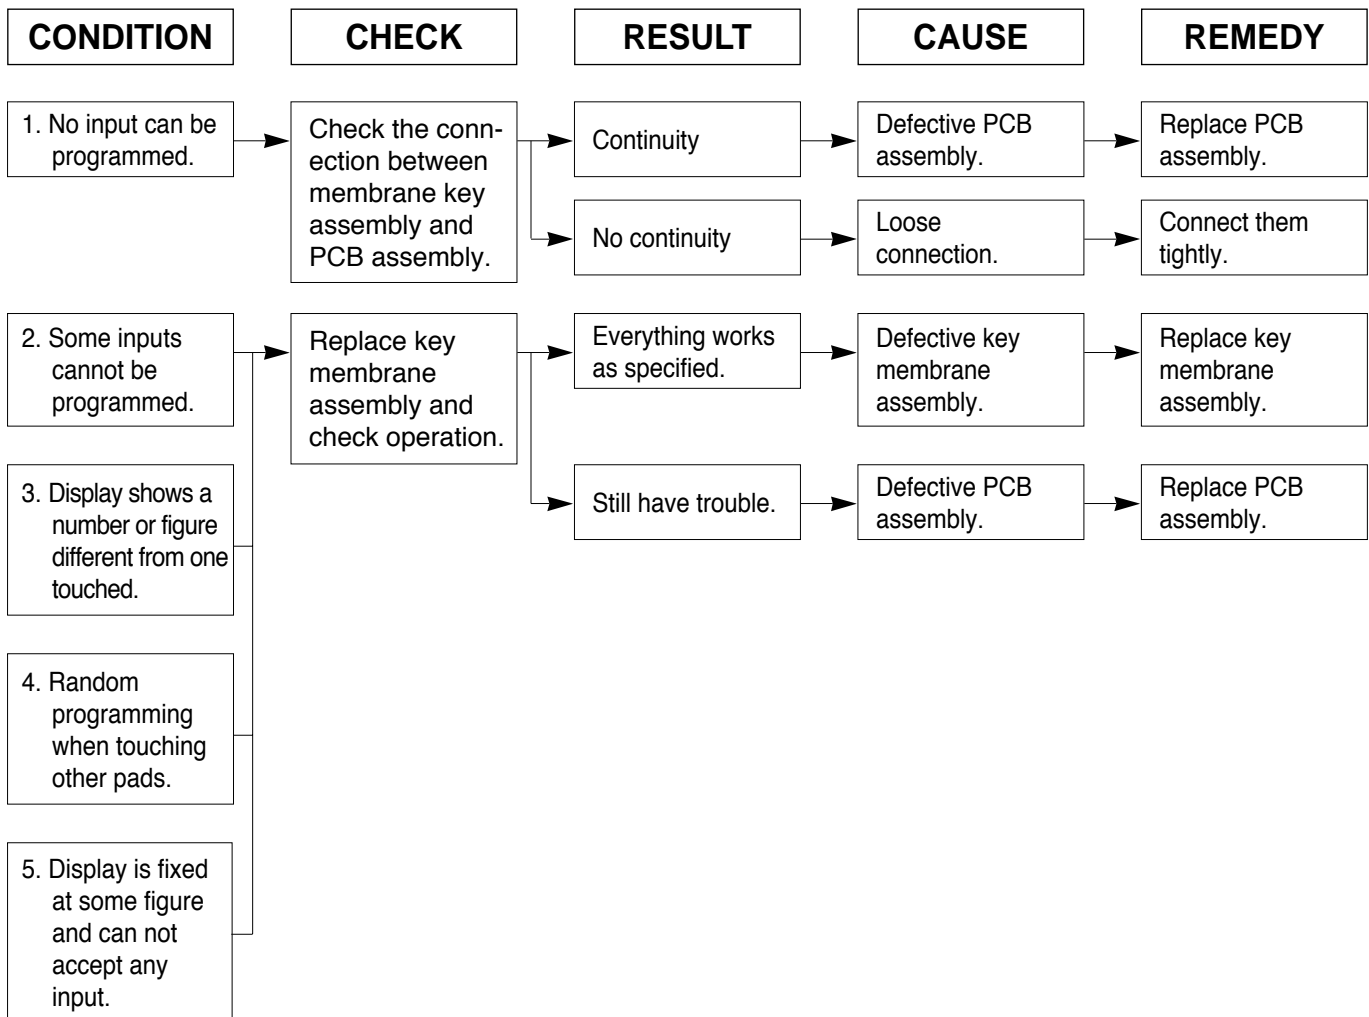 CONDITION
CHECK
RESULT
CAUSE
REMEDY
1. No input can be
programmed.
Check the conn-
ection between
membrane key
assembly and
PCB assembly.
Continuity
Defective PCB
assembly.
Replace PCB
assembly.
No continuity
Loose
connection.
Connect them
tightly.
2. Some inputs
cannot be
programmed.
Replace key
membrane
assembly and
check operation.
Everything works
as specified.
Defective key
membrane
assembly.
Replace key
membrane
assembly.
Still have trouble.
Defective PCB
assembly.
Replace PCB
assembly.
3. Display shows a
number or figure
different from one
touched.
4. Random
programming
when touching
other pads.
5. Display is fixed
at some figure
and can not
accept any
input.